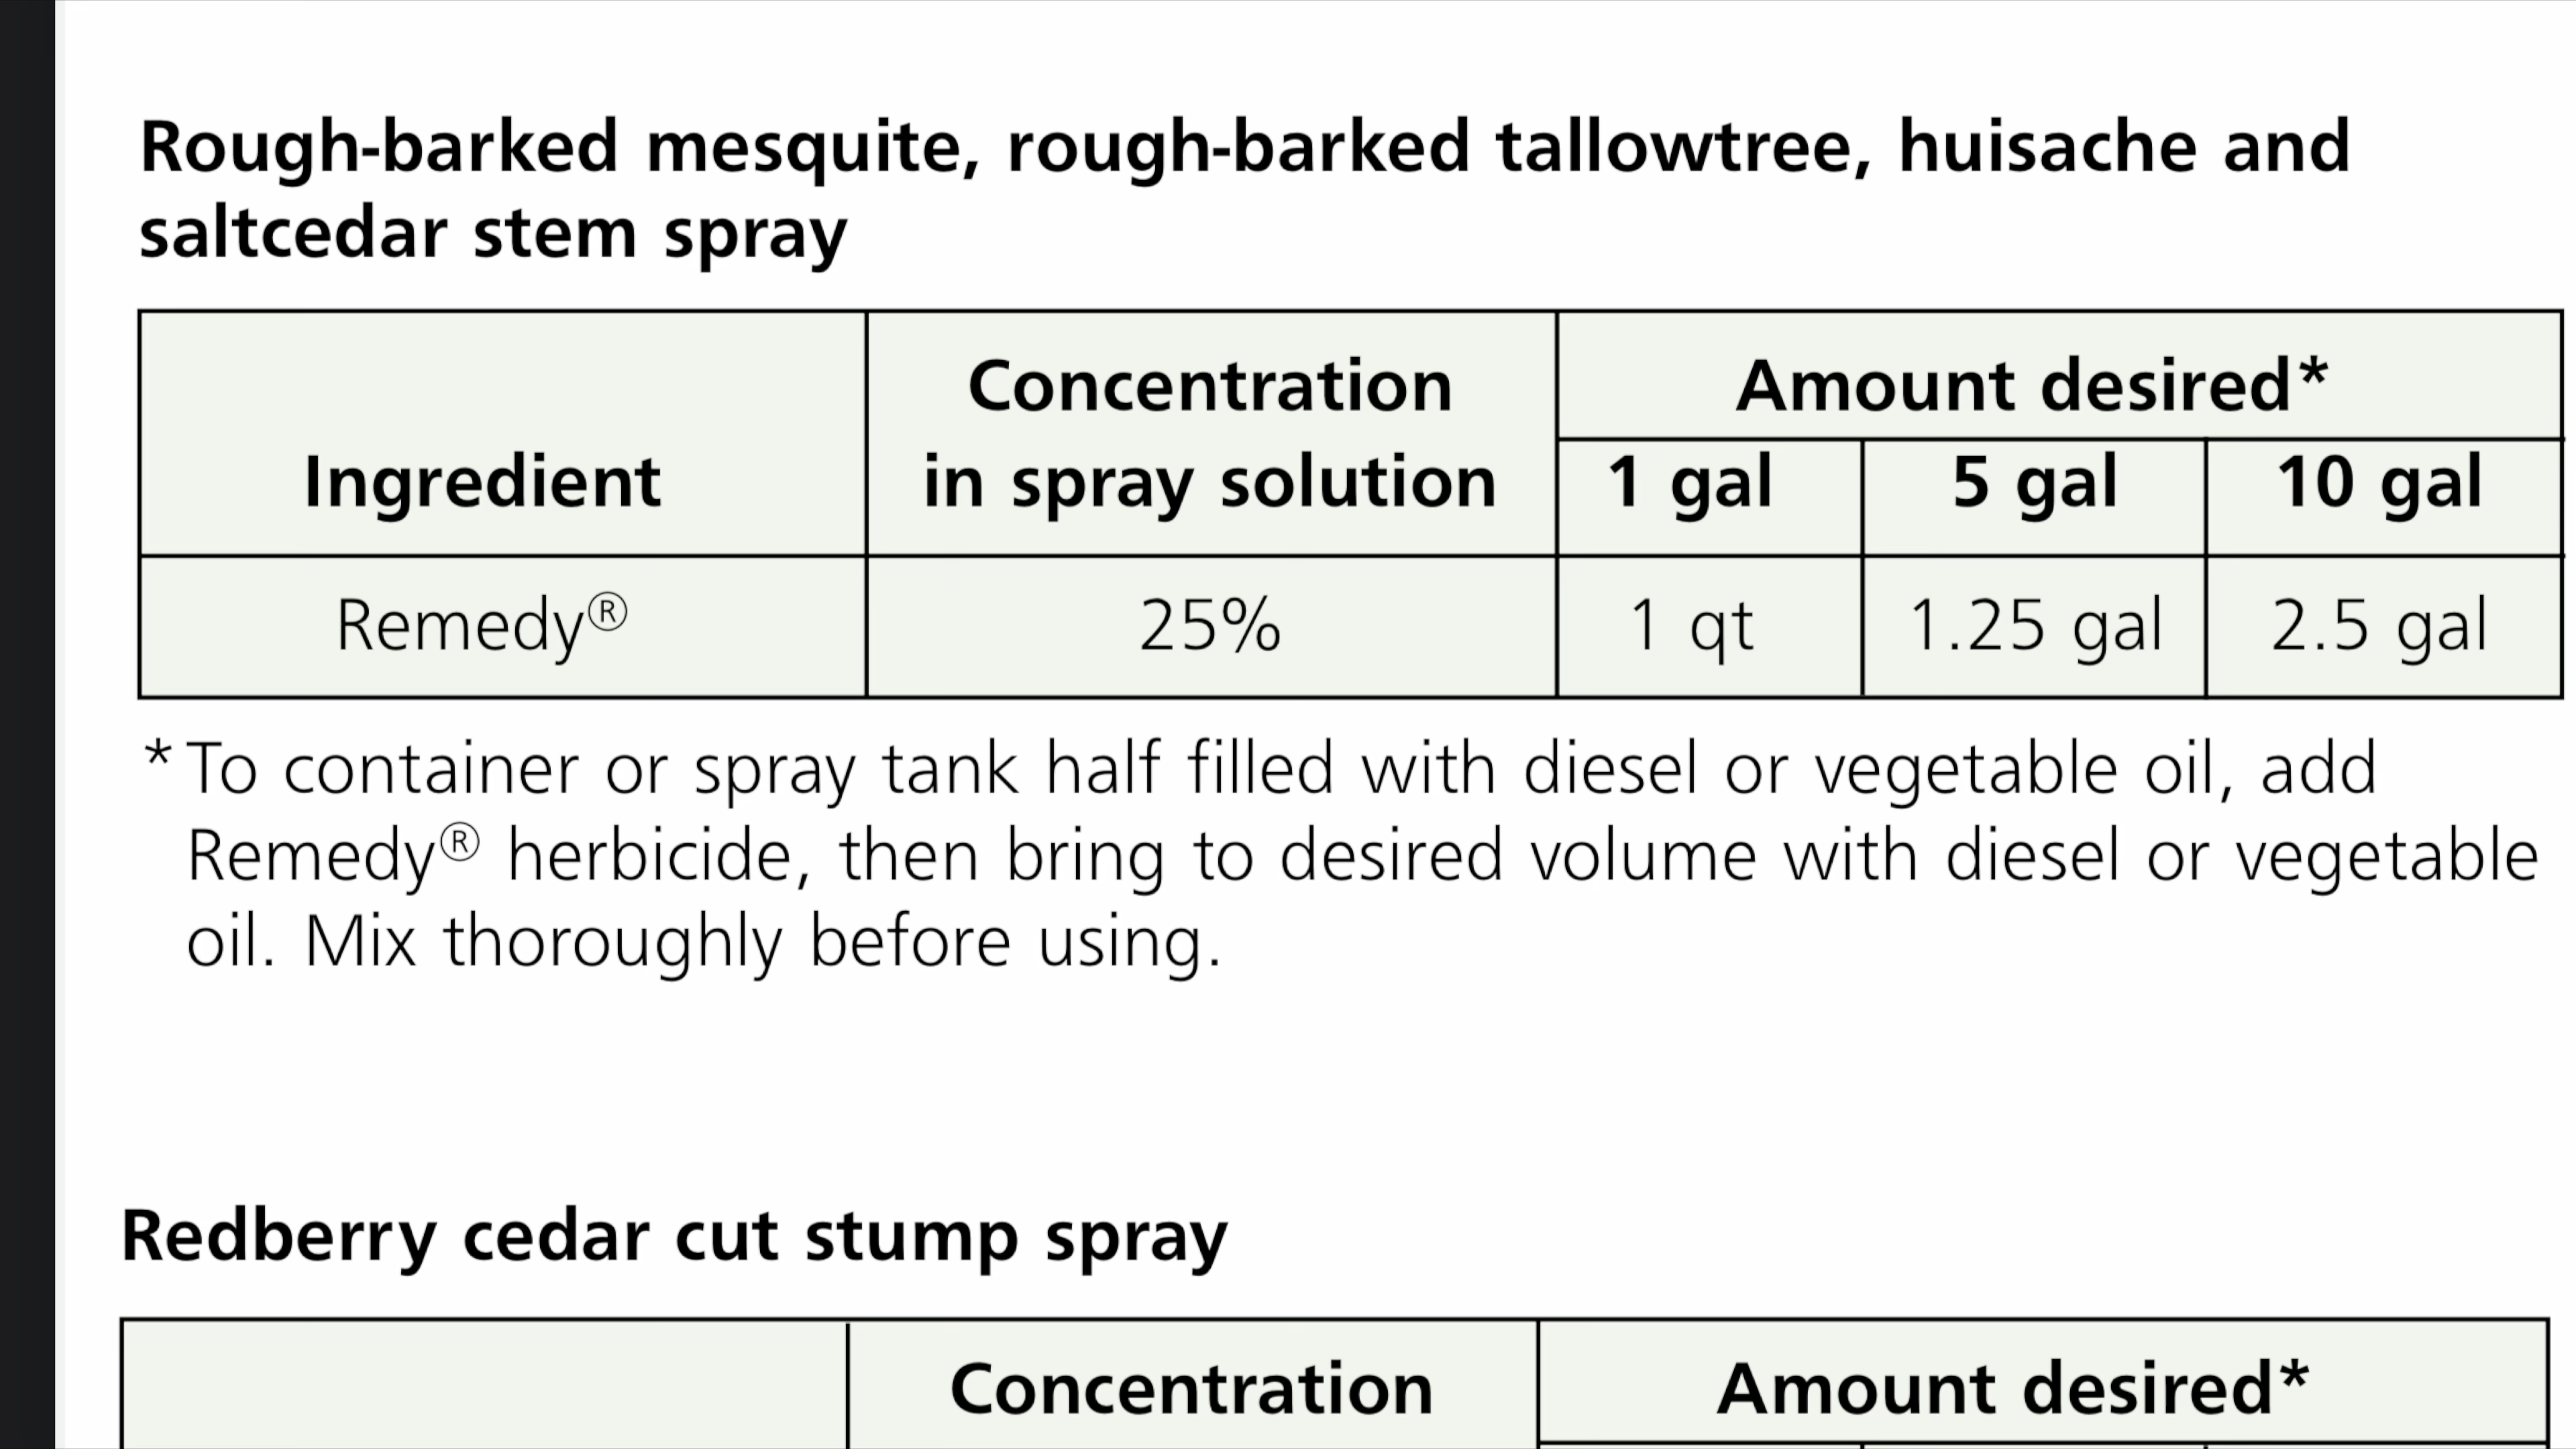 Rough-barked mesquite, rough-barked tallowtree, huisache and
saltcedar stem spray
Ingredient
Concentration
in spray solution
Amount desired*
1 gal 5 gal 10 gal
Remedy® 25% 1 qt 1.25 gal 2.5 gal
* To container or spray tank half filled with diesel or vegetable oil, add
Remedy® herbicide, then bring to desired volume with diesel or vegetable
oil. Mix thoroughly before using.
Redberry cedar cut stump spray
Concentration
Amount desired*